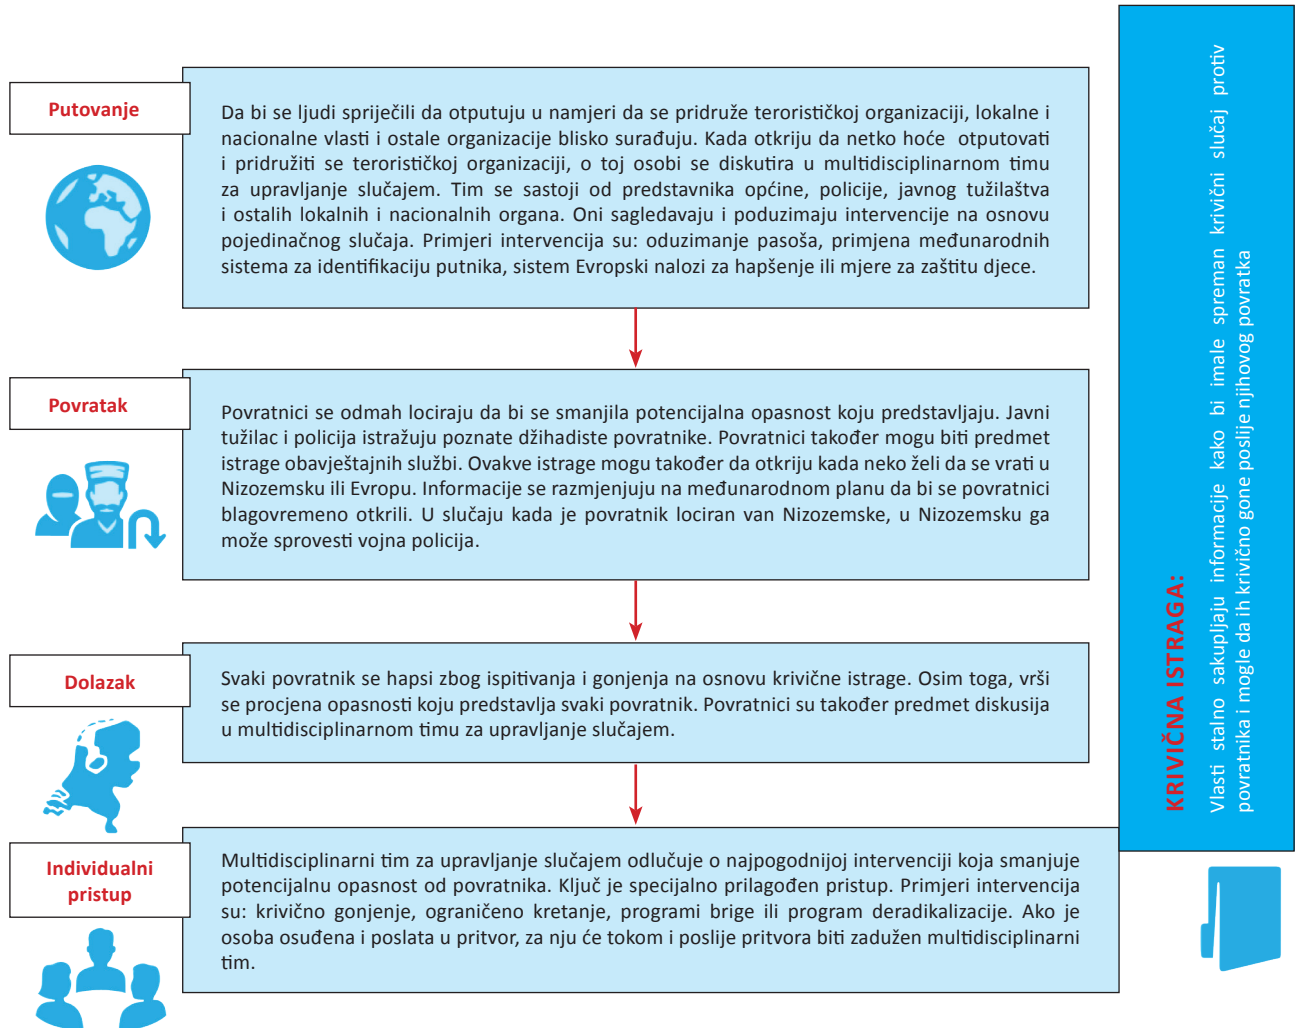 Putovanje
Da bi se ljudi spriječili da otputuju u namjeri da se pridruže terorističkoj organizaciji, lokalne i
nacionalne vlasti i ostale organizacije blisko surađuju. Kada otkriju da netko hoće otputovati
i pridružiti se terorističkoj organizaciji, o toj osobi se diskutira u multidisciplinarnom timu
za upravljanje slučajem. Tim se sastoji od predstavnika općine, policije, javnog tužilaštva
i ostalih lokalnih i nacionalnih organa. Oni sagledavaju i poduzimaju intervencije na osnovu
pojedinačnog slučaja. Primjeri intervencija su: oduzimanje pasoša, primjena međunarodnih
sistema za identifikaciju putnika, sistem Evropski nalozi za hapšenje ili mjere za zaštitu djece.
Povratak
Povratnici se odmah lociraju da bi se smanjila potencijalna opasnost koju predstavljaju. Javni
tužilac i policija istražuju poznate džihadiste povratnike. Povratnici također mogu biti predmet
istrage obavještajnih službi. Ovakve istrage mogu također da otkriju kada neko želi da se vrati u
Nizozemsku ili Evropu. Informacije se razmjenjuju na međunarodnom planu da bi se povratnici
blagovremeno otkrili. U slučaju kada je povratnik lociran van Nizozemske, u Nizozemsku ga
može sprovesti vojna policija.
Dolazak
Svaki povratnik se hapsi zbog ispitivanja i gonjenja na osnovu krivične istrage. Osim toga, vrši
se procjena opasnosti koju predstavlja svaki povratnik. Povratnici su također predmet diskusija
u multidisciplinarnom timu za upravljanje slučajem.
Individualni
pristup
Multidisciplinarni tim za upravljanje slučajem odlučuje o najpogodnijoj intervenciji koja smanjuje
potencijalnu opasnost od povratnika. Ključ je specijalno prilagođen pristup. Primjeri intervencija
su: krivično gonjenje, ograničeno kretanje, programi brige ili program deradikalizacije. Ako je
osoba osuđena i poslata u pritvor, za nju će tokom i poslije pritvora biti zadužen multidisciplinarni
tim.
KRIVIČNA ISTRAGA:
Vlasti stalno sakupljaju informacije kako bi imale spreman krivični slučaj protiv
povratnika i mogle da ih krivično gone poslije njihovog povratka